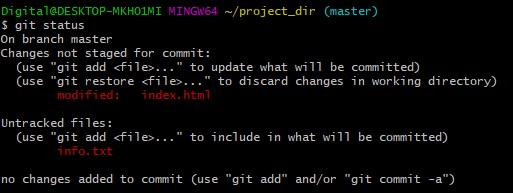 Digital@DESKTOP-MKHO1MI MINGW64 ~/project_dir (master)
$ git status
On branch master
Changes not staged for commit:
  (use "git add <file>..." to update what will be committed)
  (use "git restore <file>..." to discard changes in working directory)
        modified:   index.html

Untracked files:
  (use "git add <file>..." to include in what will be committed)
        info.txt

no changes added to commit (use "git add" and/or "git commit -a")